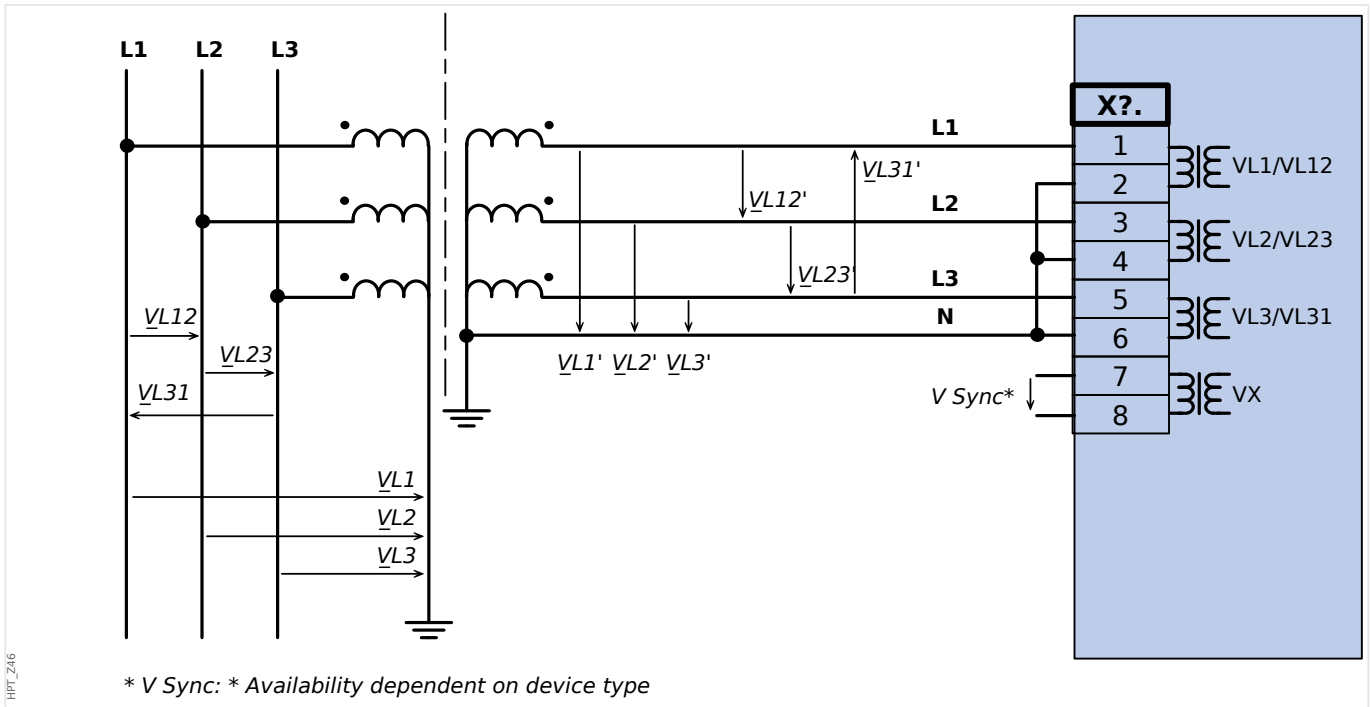 L1 L2 L3
X?.
L1
1
VL31'
VL1/VL12
2
VL12'
L2
3
VL2/VL23
VL23'
4
L3
5
VL12
N
VL3/VL31
6
VL23
VL1' VL2' VL3'
7
VL31
V Sync*
VX
8
VL1
VL2
VL3
HPT_Z46
* V Sync: * Availability dependent on device type